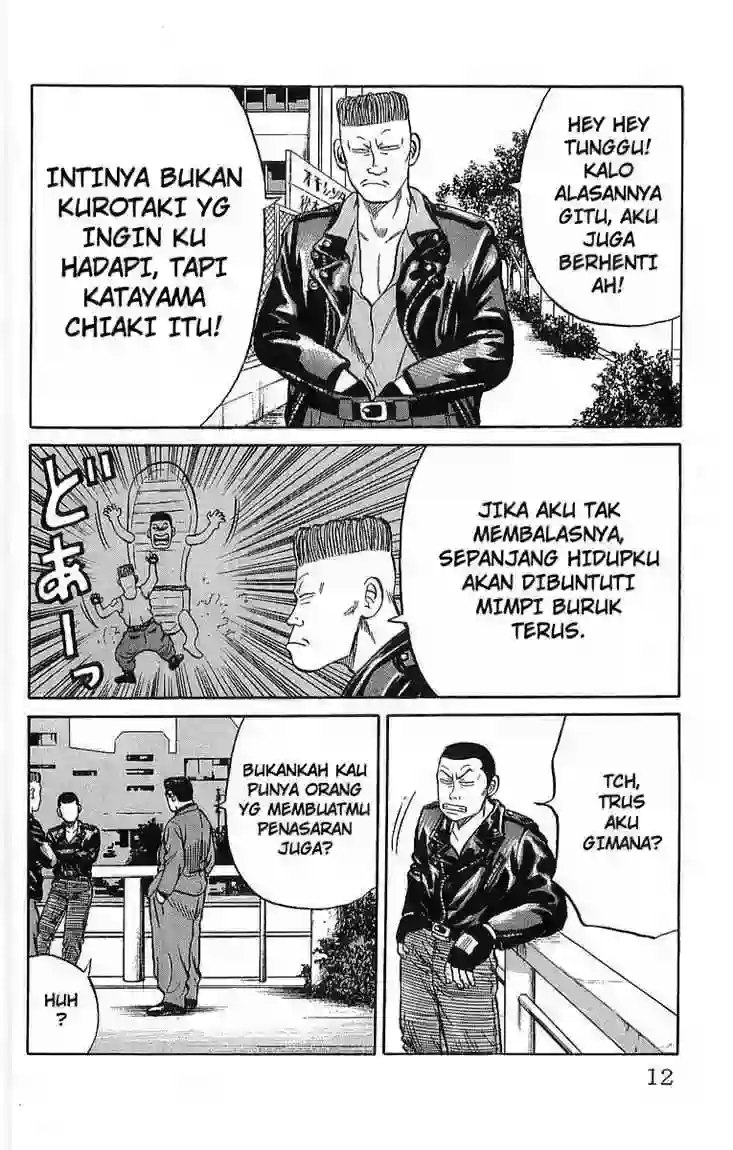 HEY HEY
TUNGGU!
KALO
ALASANNYA
GITU, AKU
JUGA
BERHENTI
AH!
INTINYA BUKAN
KUROTAKI YG
INGIN KU
HADAPI, TAPI
KATAYAMA
CHIAKI ITU!
JIKA AKU TAK
MEMBALASNYA,
SEPANJANG HIDUPKU
AKAN DIBUNTUTI
MIMPI BURUK
TERUS.
どあーっ
TCH,
TRUS
AKU
GIMANA?
BUKANKAH KAU
PUNYA ORANG
YG MEMBUATMU
PENASARAN
JUGA?
HUH
?
12